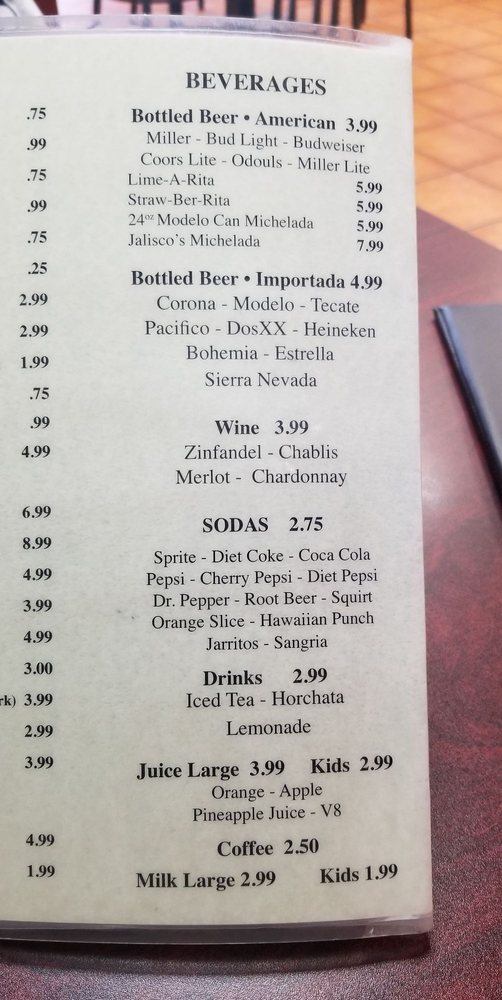 .75
.99
.75
.99
.75
.25
2.99
2.99
1.99
.75
.99
4.99
6.99
8.99
4.99
3.99
4.99
3.00
rk) 3.99
2.99
3.99
4.99
1.99
BEVERAGES
Bottled Beer • American 3.99
Miller - Bud Light - Budweiser
Coors Lite - Odouls - Miller Lite
Lime-A-Rita 5.99
Straw-Ber-Rita 5.99
24oz Modelo Can Michelada 5.99
Jalisco's Michelada 7.99
Bottled Beer • Importada 4.99
Corona - Modelo - Tecate
Pacifico - DosXX - Heineken
Bohemia - Estrella
Sierra Nevada
Wine 3.99
Zinfandel - Chablis
Merlot - Chardonnay
SODAS 2.75
Sprite - Diet Coke - Coca Cola
Pepsi - Cherry Pepsi - Diet Pepsi
Dr. Pepper - Root Beer - Squirt
Orange Slice - Hawaiian Punch
Jarritos - Sangria
Drinks 2.99
Iced Tea - Horchata
Lemonade
Juice Large 3.99 Kids 2.99
Orange - Apple
Pineapple Juice - V8
Coffee 2.50
Milk Large 2.99 Kids 1.99